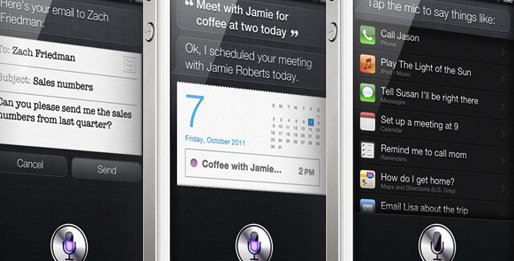 Here's your email to Zach
Friedman:
To: Zach Friedman
Subject: Sales numbers
Can you please send me the sales
numbers from last quarter?
Cancel
Send
“Meet with Jamie for
coffee at two today”
Ok, I scheduled your meeting
with Jamie Roberts today.
7
Friday, October 2011
Coffee with Jamie...
2 PM
Tap the mic to say things like:
Call Jason
Phone
Play The Light of the Sun
iPod / Music
Tell Susan I'll be right there
Messages
Set up a meeting at 9
Calendar
Remind me to call mom
Reminders
How do I get home?
Maps and Directions (U.S. Only)
Email Lisa about the trip